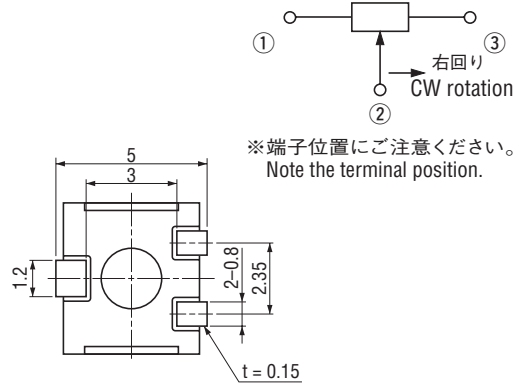 ① ③
右回り
CW rotation
②
※端子位置にご注意ください。
Note the terminal position.
5
3
1.2
2–0.8
2.35
t = 0.15